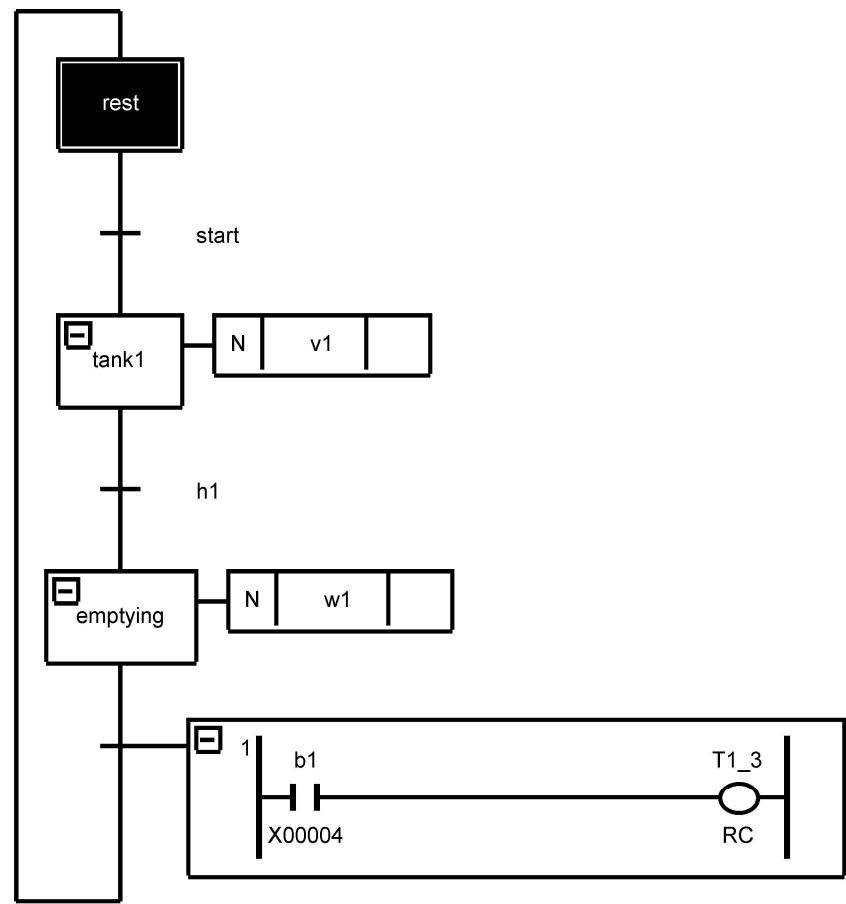 rest
start
tank1
N v1
h1
emptying
N w1
1
b1 T1_3
X00004 RC